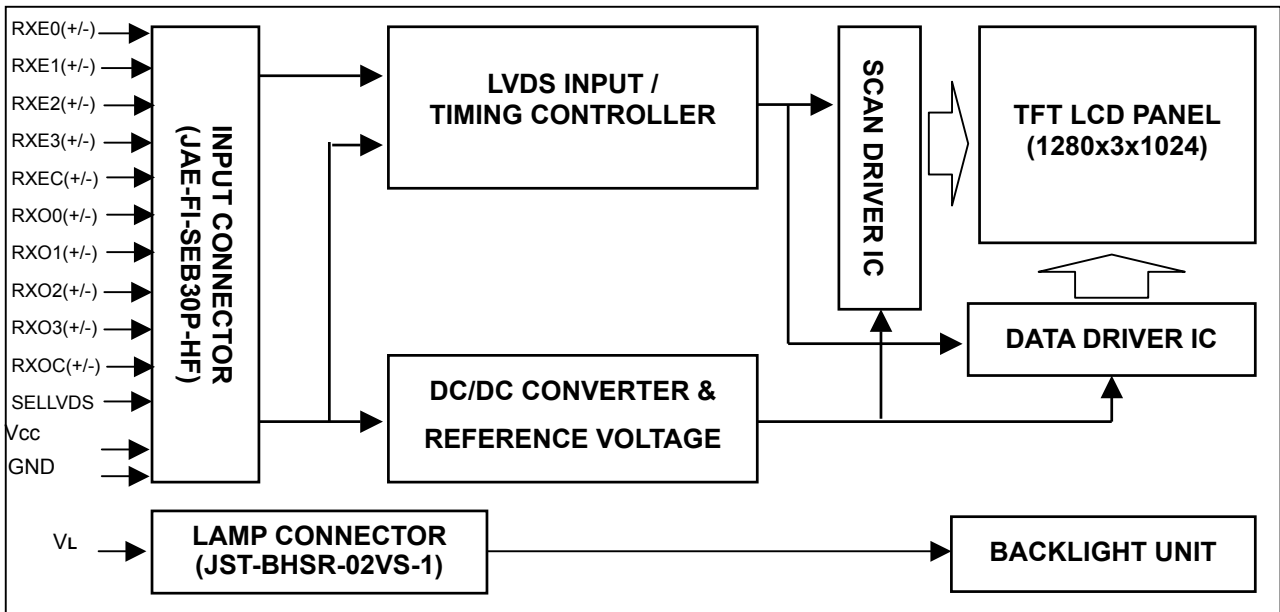 RXE0(+/-)
RXE1(+/-)
RXE2(+/-)
RXE3(+/-)
RXEC(+/-)
RXO0(+/-)
RXO1(+/-)
RXO2(+/-)
RXO3(+/-)
RXOC(+/-)
SELLVDS
Vcc
GND
INPUT CONNECTOR
(JAE-FI-SEB30P-HF)
LVDS INPUT /
TIMING CONTROLLER
SCAN DRIVER IC
TFT LCD PANEL
(1280x3x1024)
DATA DRIVER IC
DC/DC CONVERTER &
REFERENCE VOLTAGE
VL
LAMP CONNECTOR
(JST-BHSR-02VS-1)
BACKLIGHT UNIT